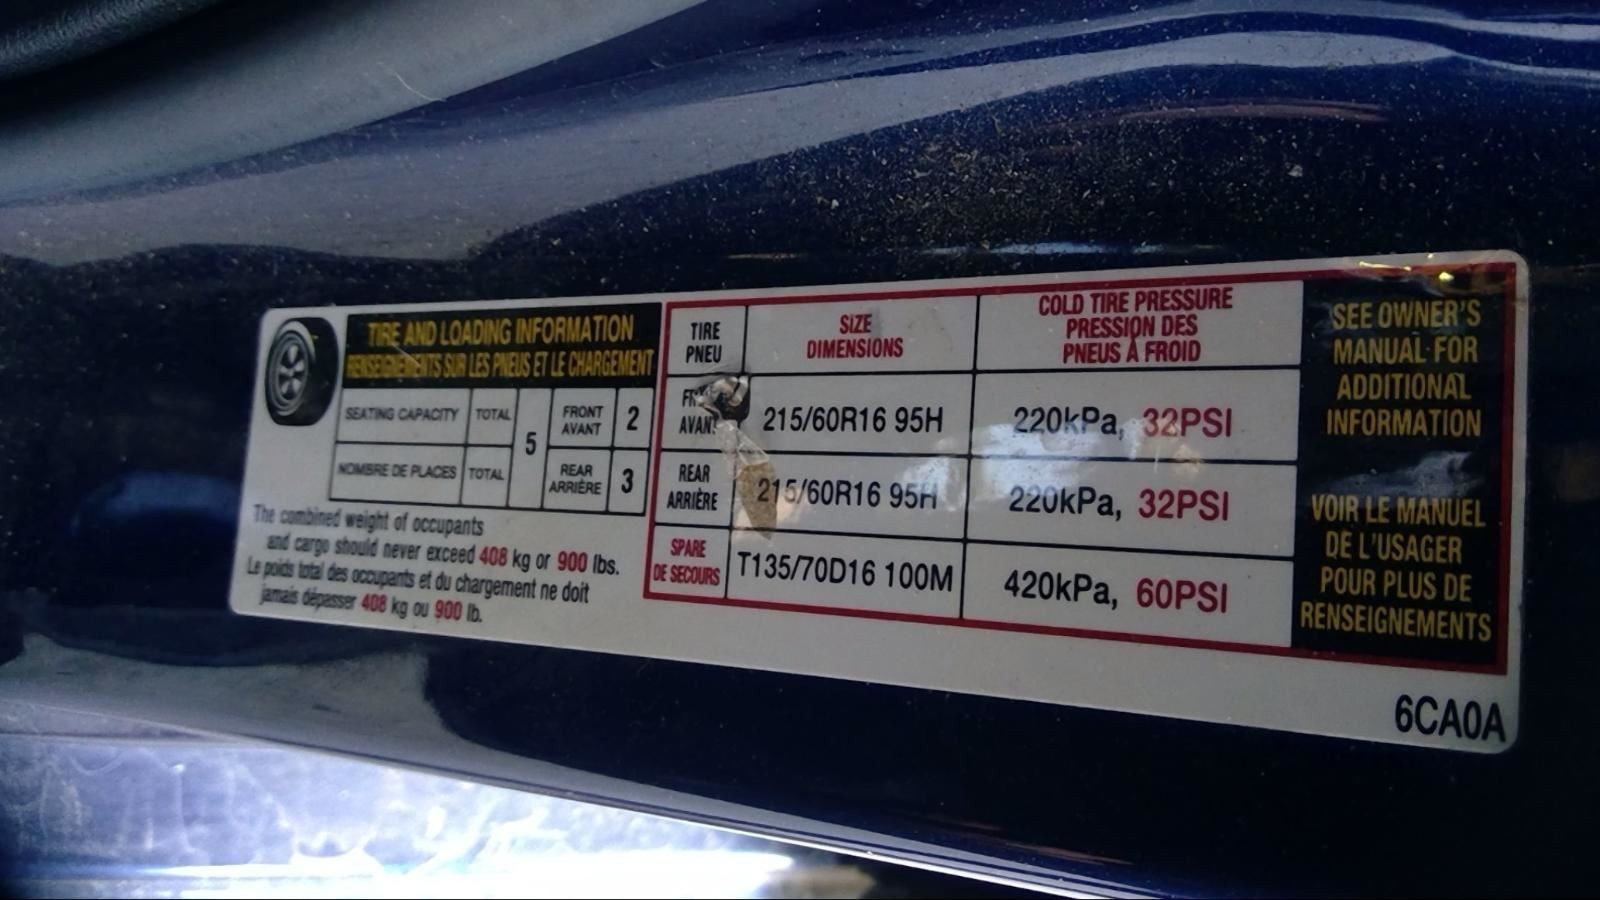 TIRE AND LOADING INFORMATION
RENSEIGNEMENTS SUR LES PNEUS ET LE CHARGEMENT
SEATING CAPACITY TOTAL 5 FRONT AVANT 2
NOMBRE DE PLACES TOTAL REAR ARRIÈRE 3
The combined weight of occupants
and cargo should never exceed 408 kg or 900 lbs.
Le poids total des occupants et du chargement ne doit
jamais dépasser 408 kg ou 900 lb.
TIRE PNEU
SIZE DIMENSIONS
COLD TIRE PRESSURE
PRESSION DES
PNEUS À FROID
AVANT 215/60R16 95H 220kPa, 32PSI
REAR ARRIÈRE 215/60R16 95H 220kPa, 32PSI
SPARE DE SECOURS T135/70D16 100M 420kPa, 60PSI
SEE OWNER'S
MANUAL FOR
ADDITIONAL
INFORMATION
VOIR LE MANUEL
DE L'USAGER
POUR PLUS DE
RENSEIGNEMENTS
6CA0A